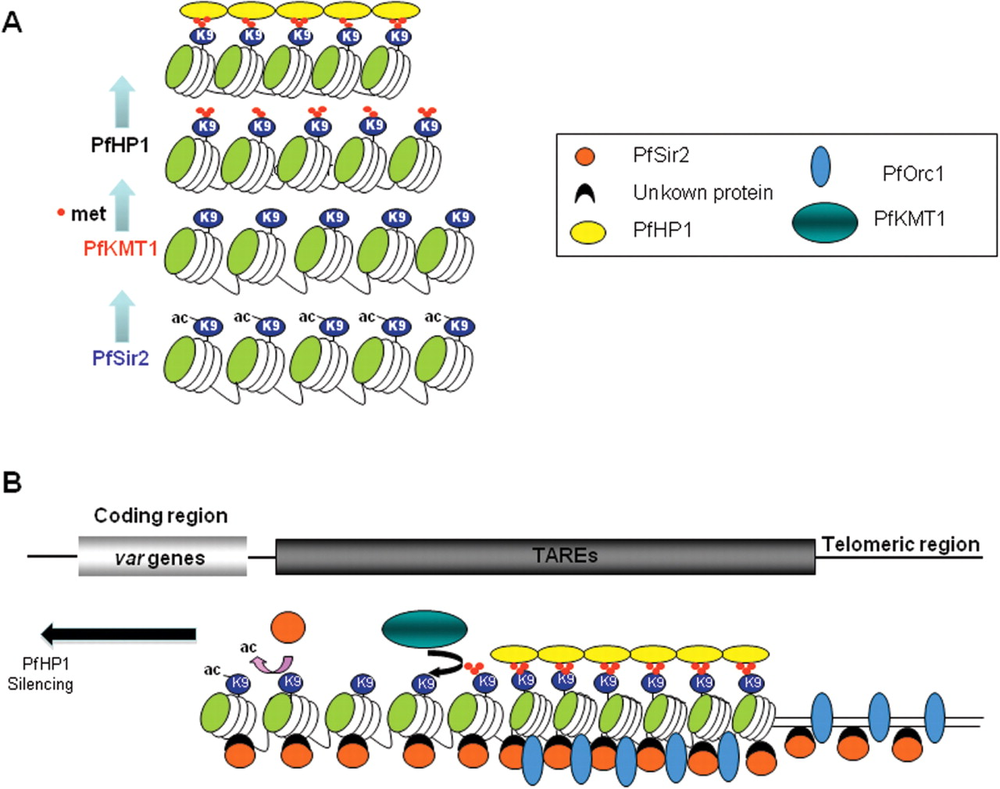 A
K9 K9 K9 K9 K9
K9 K9 K9 K9 K9
PfHP1
met
K9 K9 K9 K9 K9
PfKMT1
ac K9 ac K9 ac K9 ac K9 ac K9
PfSir2
PfSir2
PfOrc1
Unkown protein
PfKMT1
PfHP1
B
Coding region
var genes
TAREs
Telomeric region
PfHP1
Silencing
ac
ac
K9 K9 K9 K9 K9 K9 K9 K9 K9 K9 K9